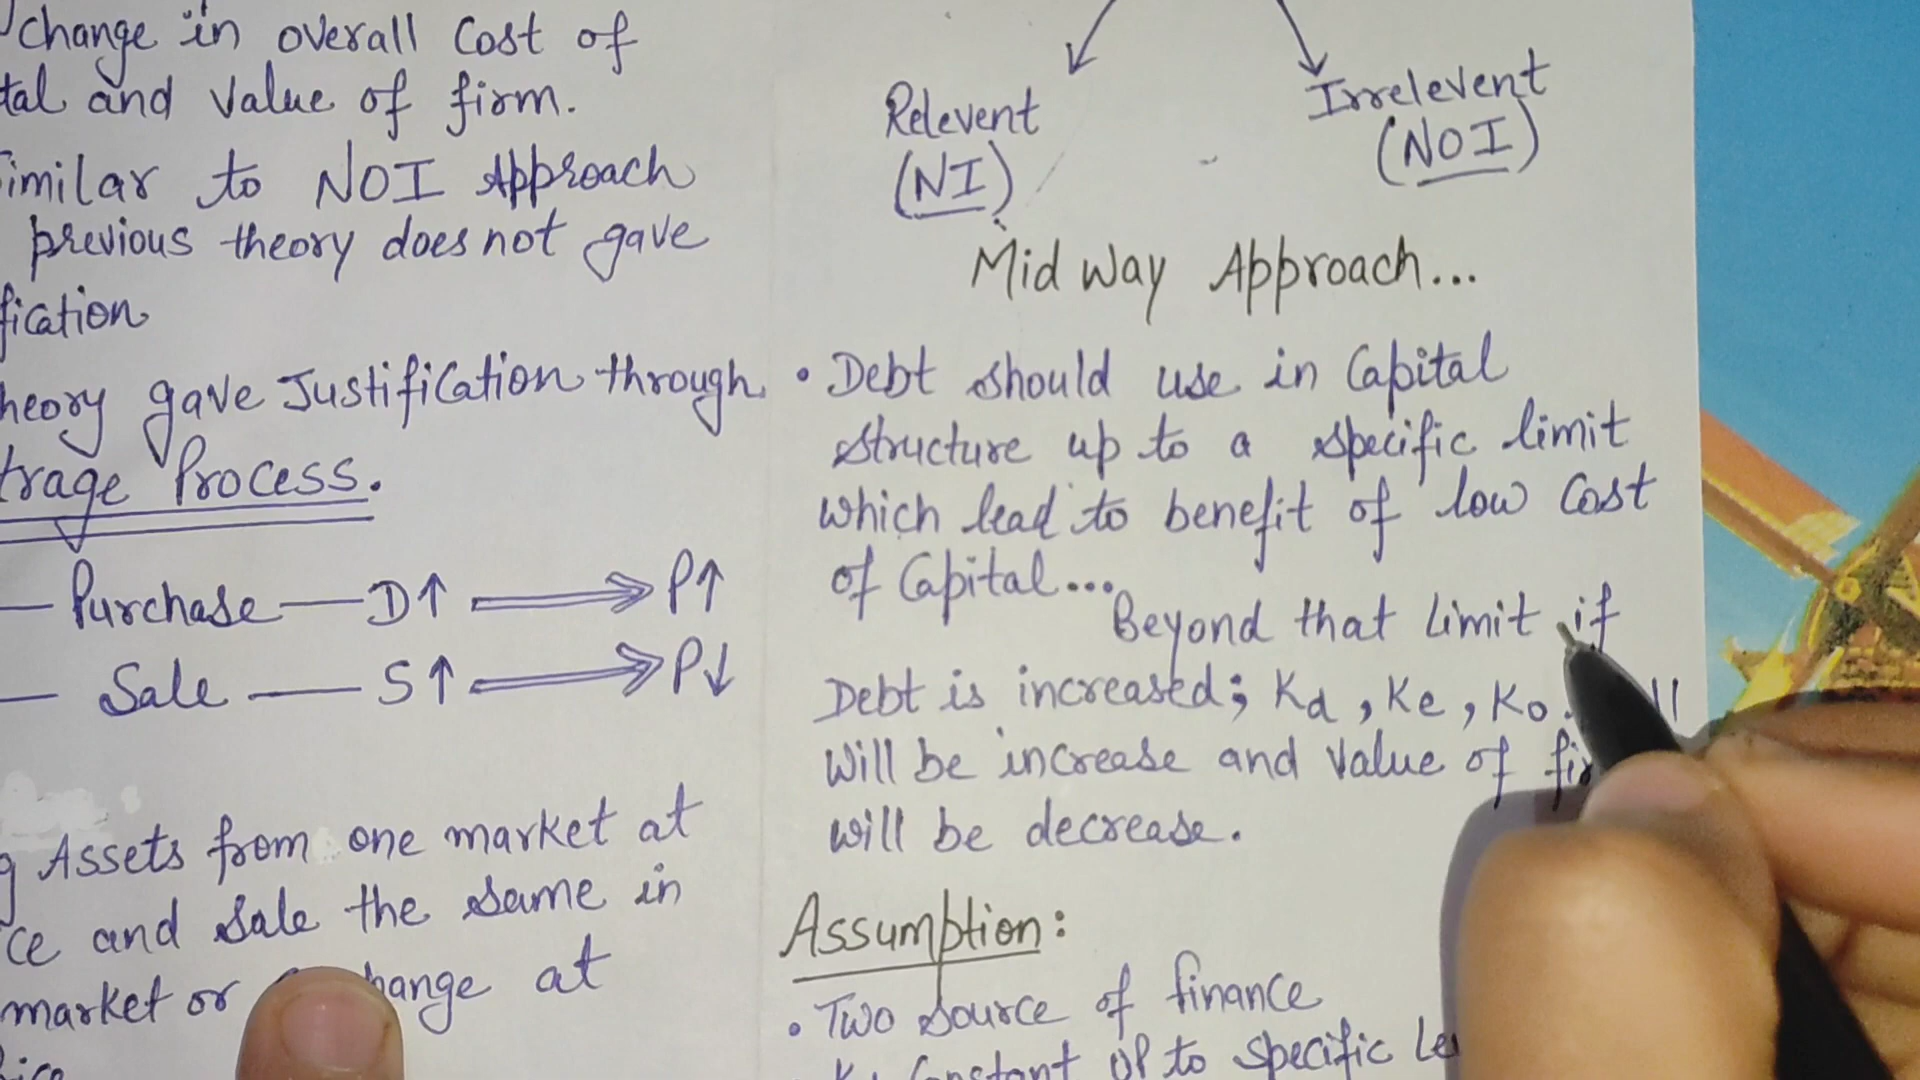 change in overall Cost of
tal and Value of firm.
imilar to NOI Approach
previous theory does not gave
fication
heory gave Justification through
trage Process.
— Purchase — D↑ ⟹ P↑
— Sale — S↑ ⟹ P↓
g Assets from one market at
ce and Sale the same in
market or hange at
Relevent
(NI)
Irrelevent
(NOI)
Mid Way Approach...
• Debt should use in Capital
structure up to a specific limit
which lead to benefit of low Cost
of Capital...
Beyond that limit if
Debt is increased; Kd, Ke, Ko
will be increase and value of fi
will be decrease.
Assumption:
• Two source of finance
Constant UP to specific Le